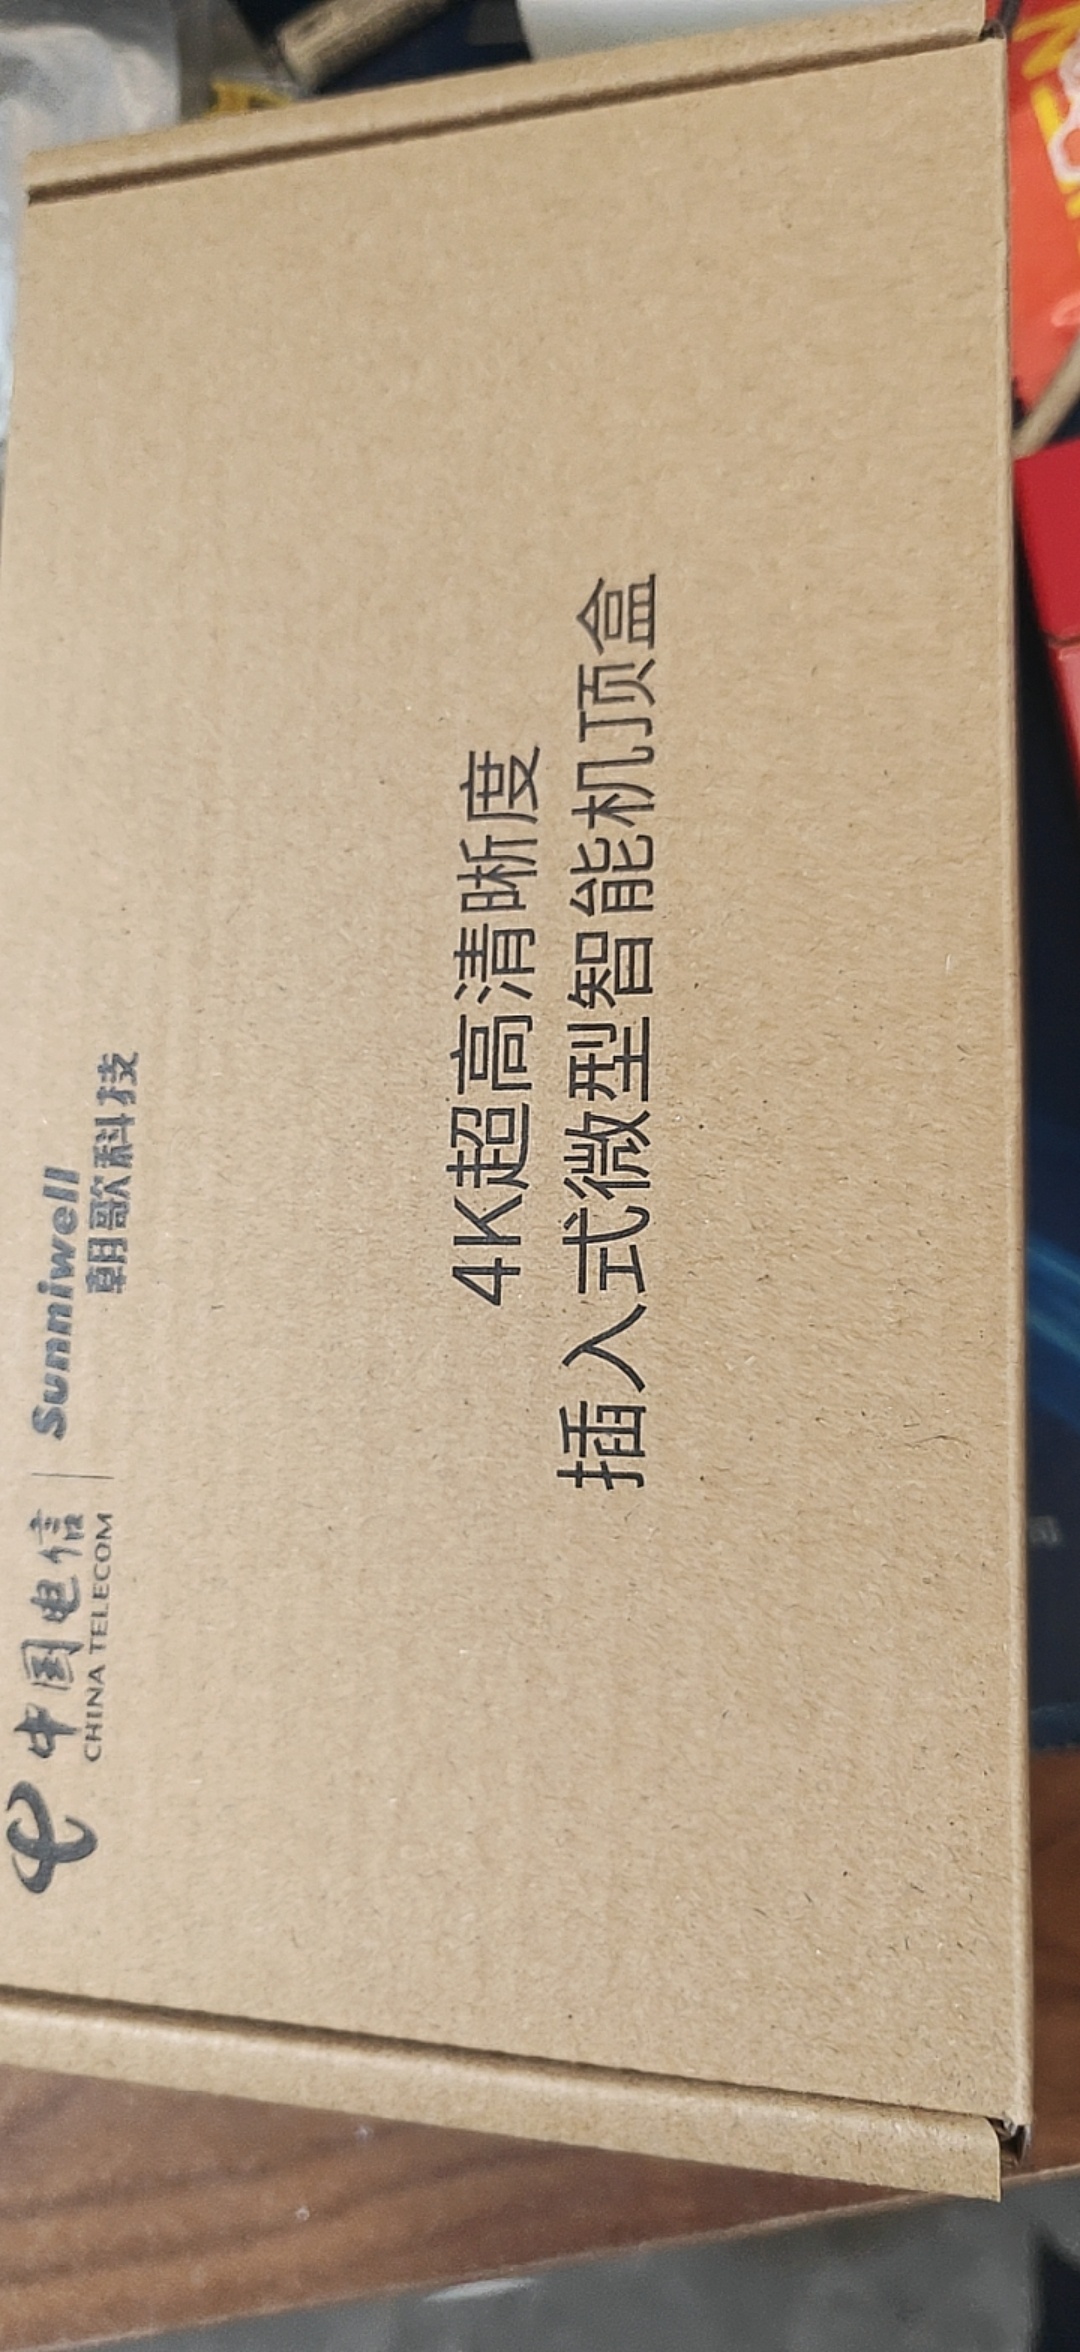 中国电信
CHINA TELECOM
Sunniwell
朝歌科技
4K超高清晰度
插入式微型智能机顶盒